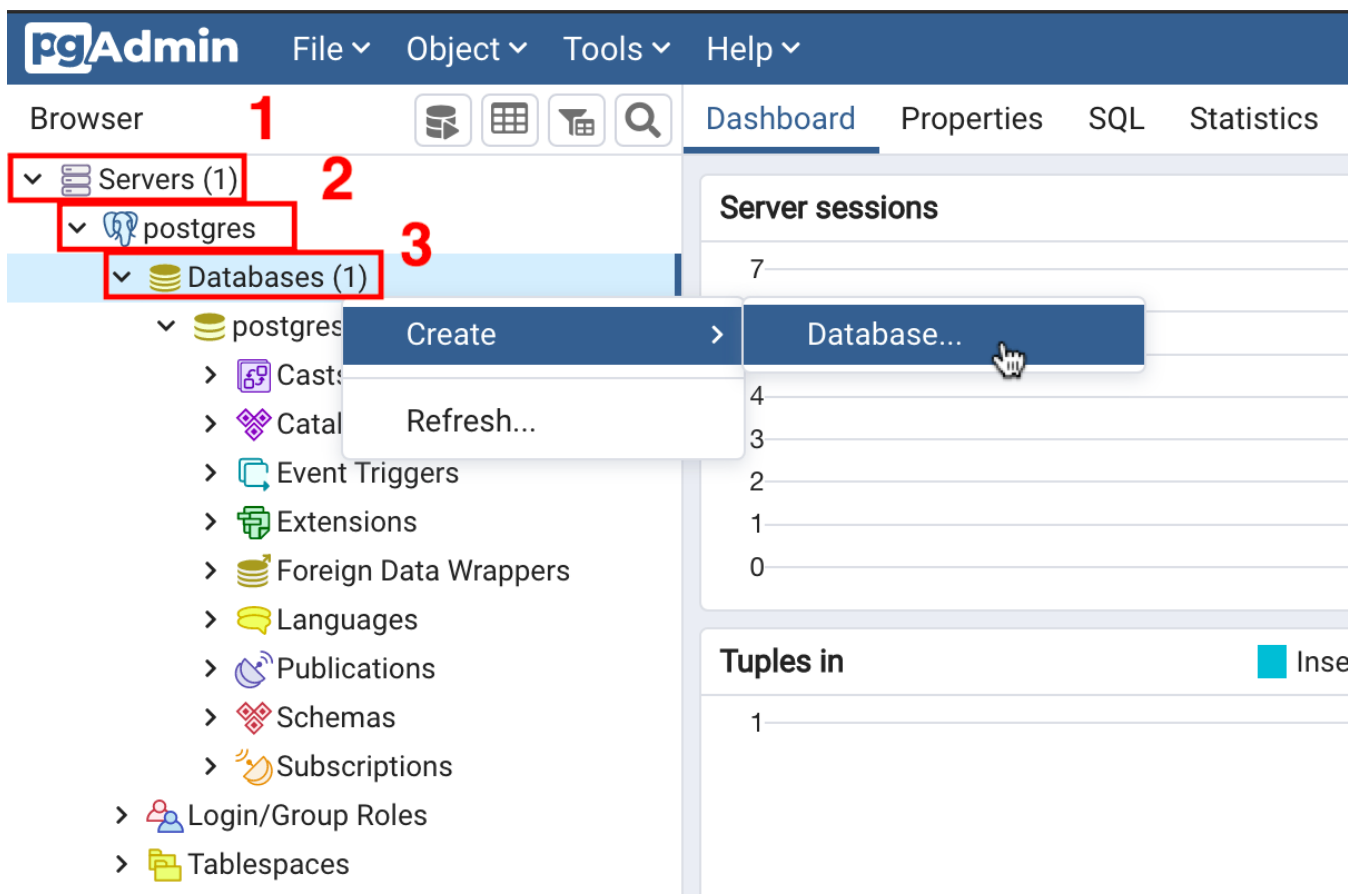 pgAdmin File Object Tools Help
Browser 1 Dashboard Properties SQL Statistics
Servers (1) 2
postgres 3
Databases (1)
postgres
Create Database...
Refresh...
Event Triggers
Extensions
Foreign Data Wrappers
Languages
Publications
Schemas
Subscriptions
Login/Group Roles
Tablespaces
Server sessions
7
4
3
2
1
0
Tuples in
1